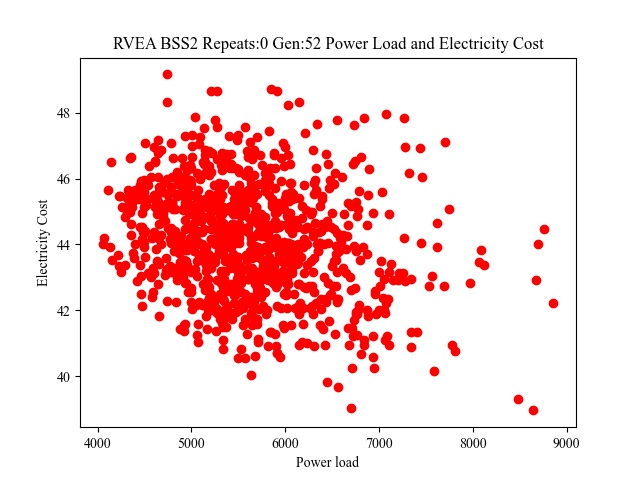 RVEA BSS2 Repeats:0 Gen:52 Power Load and Electricity Cost
48
46
44
42
40
Electricity Cost
4000 5000 6000 7000 8000 9000
Power load